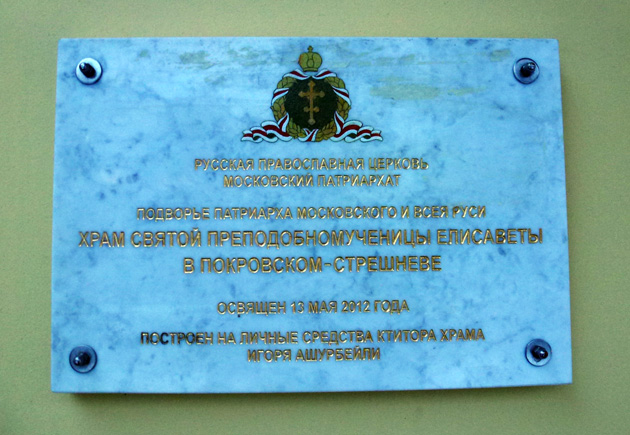 РУССКАЯ ПРАВОСЛАВНАЯ ЦЕРКОВЬ
МОСКОВСКИЙ ПАТРИАРХАТ
ПОДВОРЬЕ ПАТРИАРХА МОСКОВСКОГО И ВСЕЯ РУСИ
ХРАМ СВЯТОЙ ПРЕПОДОБНОМУЧЕНИЦЫ ЕЛИСАВЕТЫ
В ПОКРОВСКОМ-СТРЕШНЕВЕ
ОСВЯЩЕН 13 МАЯ 2012 ГОДА
ПОСТРОЕН НА ЛИЧНЫЕ СРЕДСТВА КТИТОРА ХРАМА
ИГОРЯ АШУРБЕЙЛИ